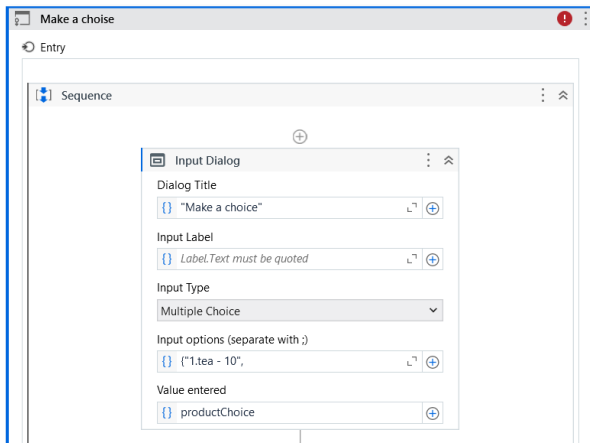 Make a choise
Entry
Sequence
Input Dialog
Dialog Title
{} "Make a choice"
Input Label
{} Label.Text must be quoted
Input Type
Multiple Choice
Input options (separate with ;)
{} {"1.tea - 10",
Value entered
{} productChoice